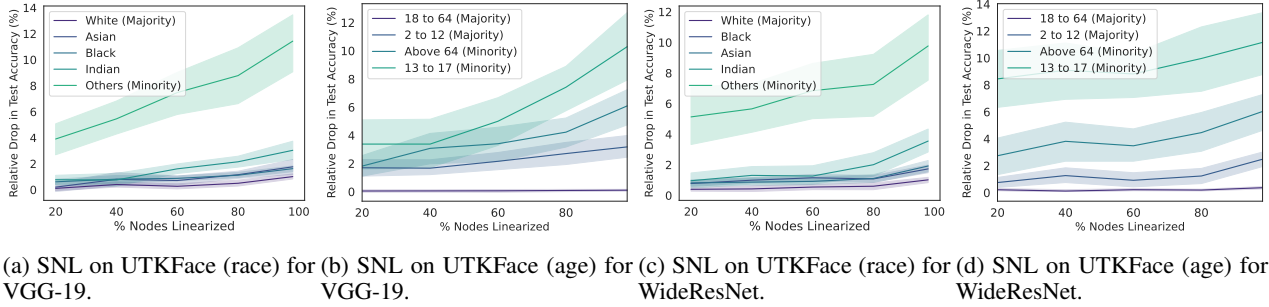 Relative Drop in Test Accuracy (%)
14
12
10
8
6
4
2
0
White (Majority)
Asian
Black
Indian
Others (Minority)
20 40 60 80 100
% Nodes Linearized
(a) SNL on UTKFace (race) for
VGG-19.
Relative Drop in Test Accuracy (%)
12
10
8
6
4
2
0
18 to 64 (Majority)
2 to 12 (Majority)
Above 64 (Minority)
13 to 17 (Minority)
20 40 60 80
% Nodes Linearized
(b) SNL on UTKFace (age) for
VGG-19.
Relative Drop in Test Accuracy (%)
12
10
8
6
4
2
0
White (Majority)
Black
Asian
Indian
Others (Minority)
20 40 60 80 100
% Nodes Linearized
(c) SNL on UTKFace (race) for
WideResNet.
Relative Drop in Test Accuracy (%)
14
12
10
8
6
4
2
0
18 to 64 (Majority)
2 to 12 (Majority)
Above 64 (Minority)
13 to 17 (Minority)
20 40 60 80
% Nodes Linearized
(d) SNL on UTKFace (age) for
WideResNet.